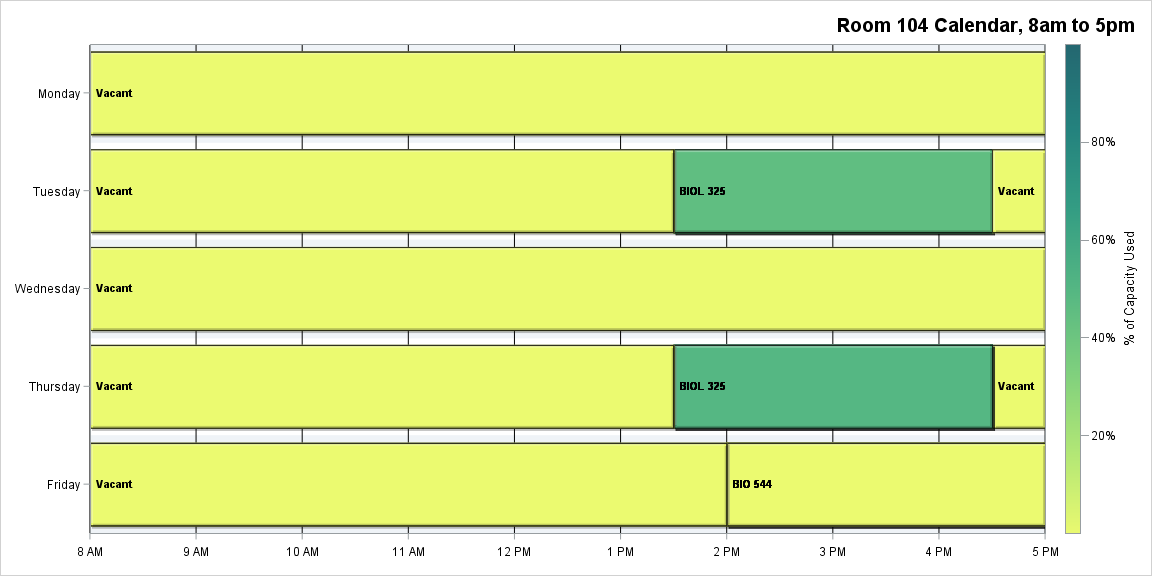 Room 104 Calendar, 8am to 5pm
Monday
Vacant
Tuesday
Vacant
BIOL 325
Vacant
Wednesday
Vacant
Thursday
Vacant
BIOL 325
Vacant
Friday
Vacant
BIO 544
8 AM
9 AM
10 AM
11 AM
12 PM
1 PM
2 PM
3 PM
4 PM
5 PM
80%
60%
40%
20%
% of Capacity Used